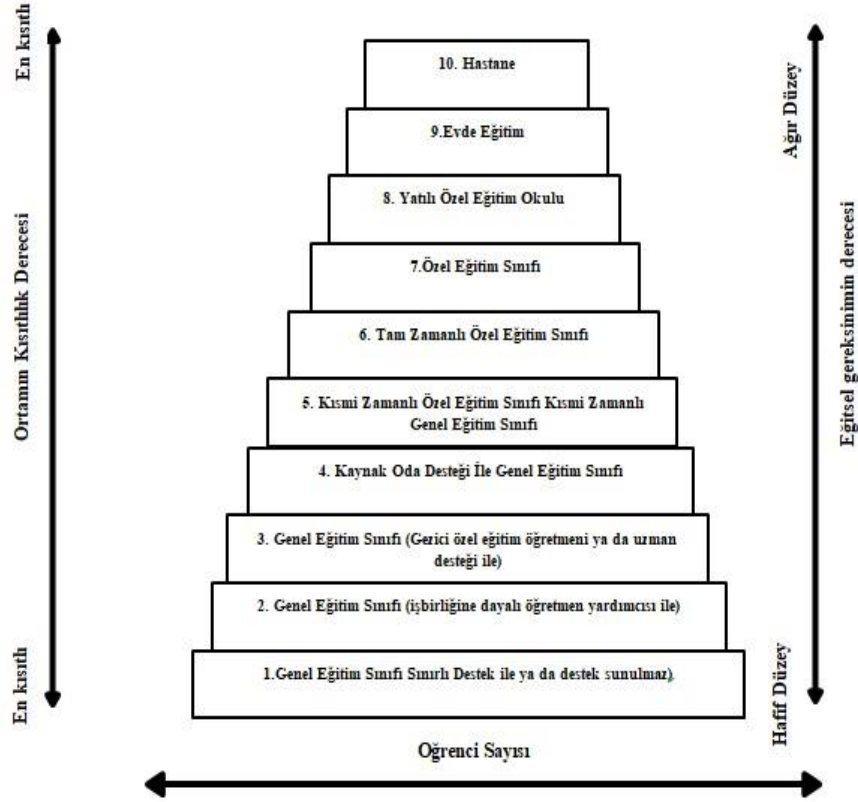 En kısıtlı
Ortamın Kısıtlılık Derecesi
En kısıtlı
10. Hastane
9.Evde Eğitim
8. Yatılı Özel Eğitim Okulu
7.Özel Eğitim Sınıfı
6. Tam Zamanlı Özel Eğitim Sınıfı
5. Kısmi Zamanlı Özel Eğitim Sınıfı Kısmi Zamanlı
Genel Eğitim Sınıfı
4. Kaynak Oda Desteği İle Genel Eğitim Sınıfı
3. Genel Eğitim Sınıfı (Gezici özel eğitim öğretmeni ya da uzman
desteği ile)
2. Genel Eğitim Sınıfı (işbirliğine dayalı öğretmen yardımcısı ile)
1.Genel Eğitim Sınıfı Sınırlı Destek ile ya da destek sunulmaz).
Ağır Düzey
Eğitsel gereksinimin derecesi
Hafif Düzey
Oğrenci Sayısı